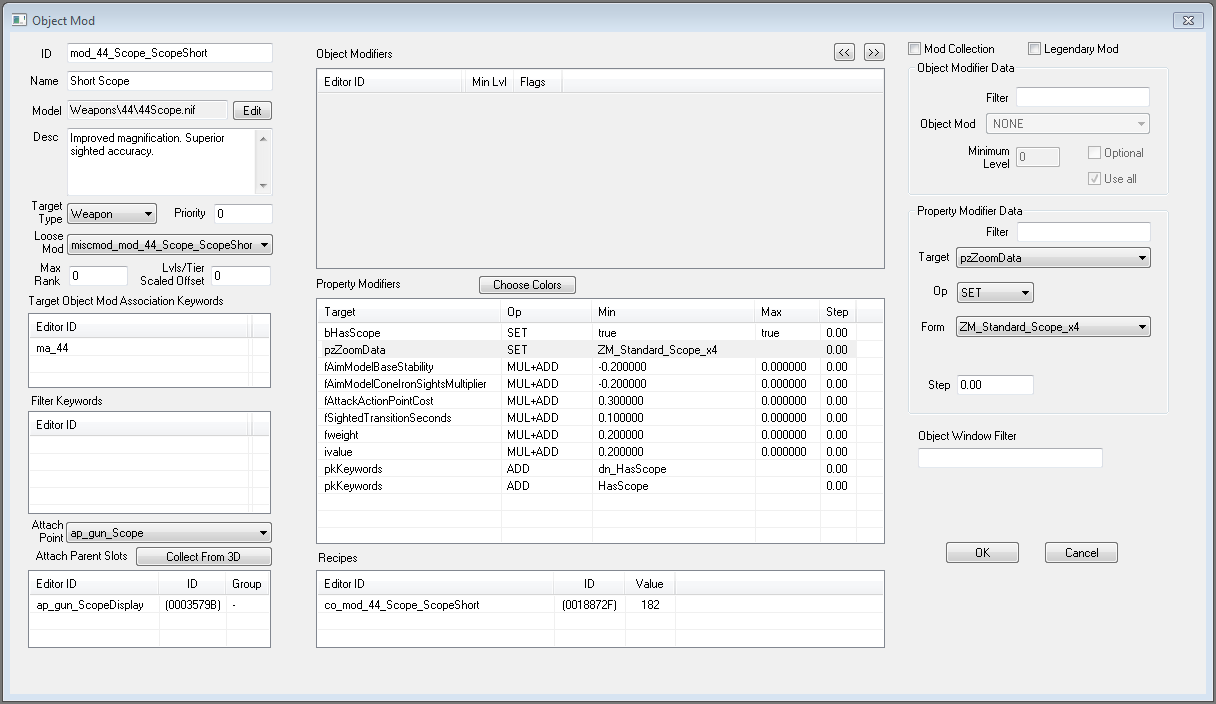 Object Mod
ID mod_44_Scope_ScopeShort
Name Short Scope
Model Weapons\44\44Scope.nif Edit
Desc Improved magnification. Superior
sighted accuracy.
Target
Type Weapon Priority 0
Loose
Mod miscmod_mod_44_Scope_ScopeShor
Max
Rank 0 Lvls/Tier
Scaled Offset 0
Target Object Mod Association Keywords
Editor ID
ma_44
Filter Keywords
Editor ID
Attach
Point ap_gun_Scope
Attach Parent Slots Collect From 3D
Editor ID ID Group
ap_gun_ScopeDisplay (0003579B) -
Object Modifiers << >>
Editor ID Min Lvl Flags
Property Modifiers Choose Colors
Target Op Min Max Step
bHasScope SET true true 0.00
pzZoomData SET ZM_Standard_Scope_x4 0.00
fAimModelBaseStability MUL+ADD -0.200000 0.000000 0.00
fAimModelConeIronSightsMultiplier MUL+ADD -0.200000 0.000000 0.00
fAttackActionPointCost MUL+ADD 0.300000 0.000000 0.00
fSightedTransitionSeconds MUL+ADD 0.100000 0.000000 0.00
fweight MUL+ADD 0.200000 0.000000 0.00
ivalue MUL+ADD 0.200000 0.000000 0.00
pkKeywords ADD dn_HasScope 0.00
pkKeywords ADD HasScope 0.00
Recipes
Editor ID ID Value
co_mod_44_Scope_ScopeShort (0018872F) 182
Mod Collection Legendary Mod
Object Modifier Data
Filter
Object Mod NONE
Minimum
Level 0 Optional
Use all
Property Modifier Data
Filter
Target pzZoomData
Op SET
Form ZM_Standard_Scope_x4
Step 0.00
Object Window Filter
OK Cancel